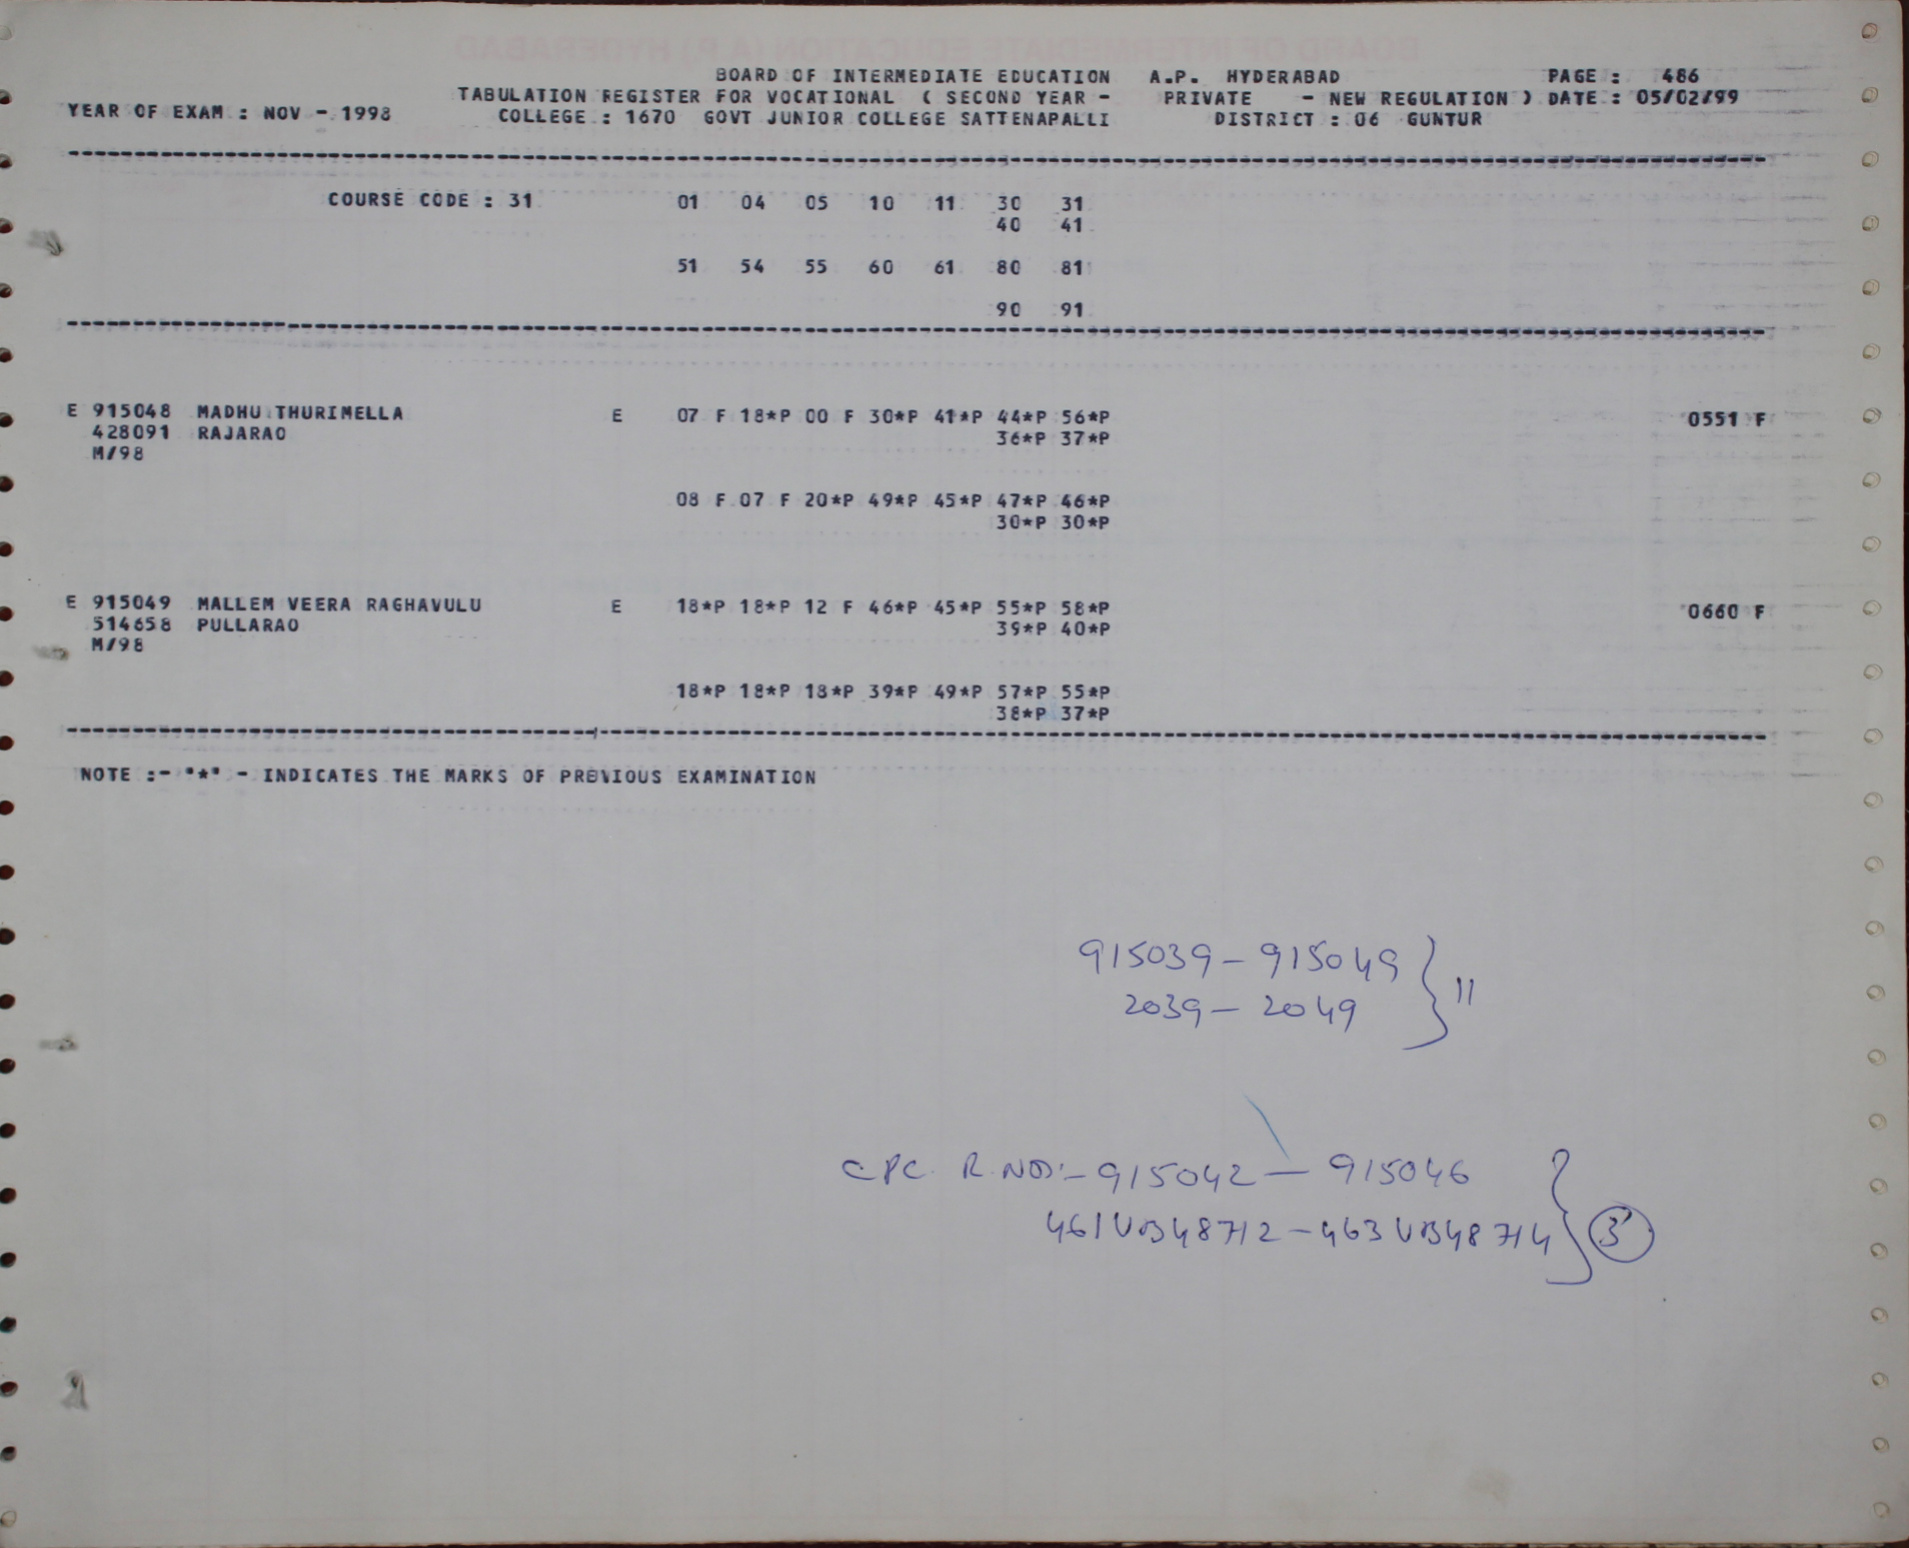 BOARD OF INTERMEDIATE EDUCATION A.P. HYDERABAD PAGE : 486
TABULATION REGISTER FOR VOCATIONAL ( SECOND YEAR - PRIVATE - NEW REGULATION ) DATE : 05/02/99
YEAR OF EXAM : NOV - 1998 COLLEGE : 1670 GOVT JUNIOR COLLEGE SATTENAPALLI DISTRICT : 06 GUNTUR
COURSE CODE : 31 01 04 05 10 11 30 31
40 41
51 54 55 60 61 80 81
90 91
E 915048 MADHU THURIMELLA E 07 F 18*P 00 F 30*P 41*P 44*P 56*P 0551 F
428091 RAJARAO 36*P 37*P
M/98
08 F 07 F 20*P 49*P 45*P 47*P 46*P
30*P 30*P
E 915049 MALLEM VEERA RAGHAVULU E 18*P 18*P 12 F 46*P 45*P 55*P 58*P 0660 F
514658 PULLARAO 39*P 40*P
M/98
18*P 18*P 18*P 39*P 49*P 57*P 55*P
38*P 37*P
NOTE :- "*" - INDICATES THE MARKS OF PREVIOUS EXAMINATION
915039 - 915049
2039 - 2049 } 11
CPC R.NOS:- 915042 — 915046
461VB48712 - 463VB48714 } 3